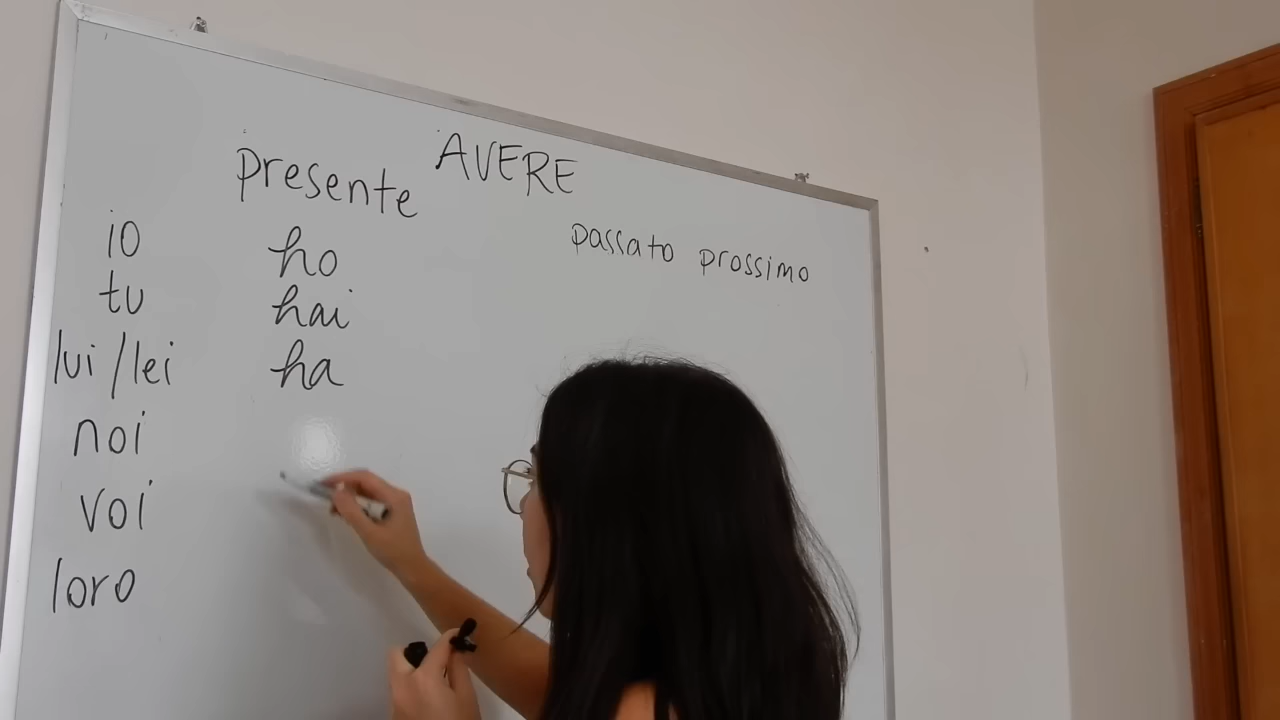 AVERE
presente
passato prossimo
io ho
tu hai
lui/lei ha
noi
voi
loro